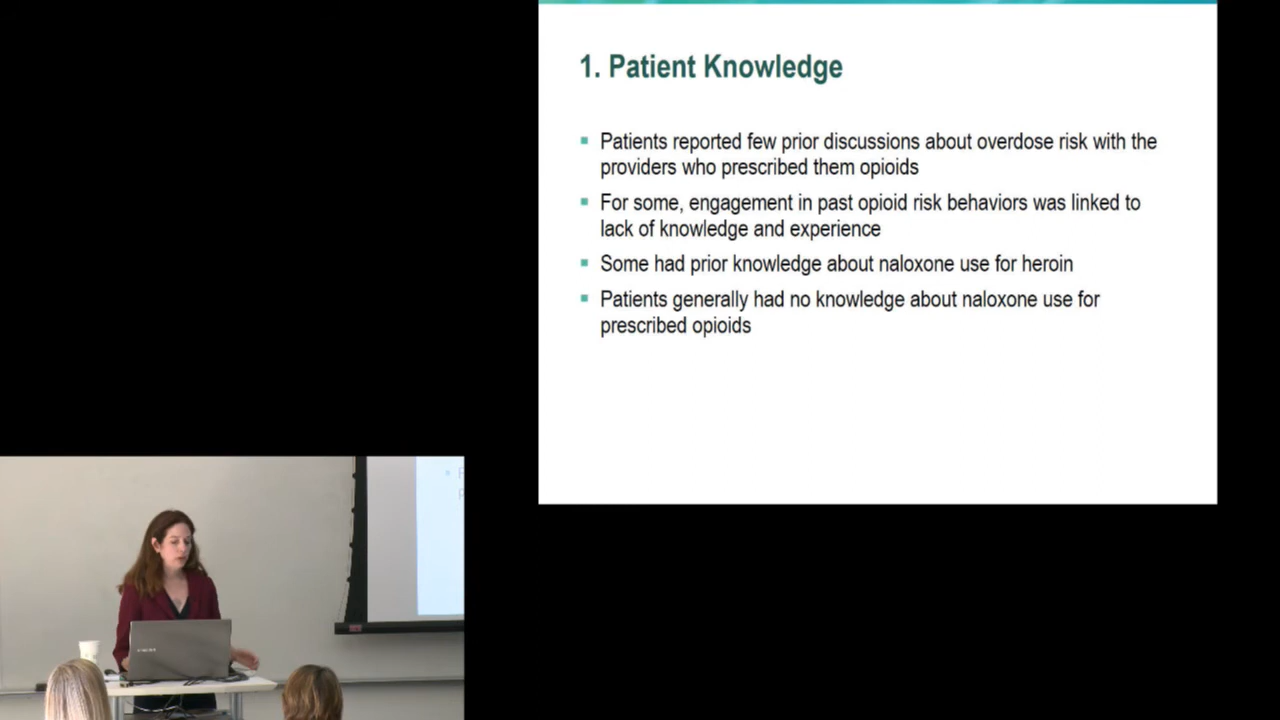 1. Patient Knowledge
Patients reported few prior discussions about overdose risk with the
providers who prescribed them opioids
For some, engagement in past opioid risk behaviors was linked to
lack of knowledge and experience
Some had prior knowledge about naloxone use for heroin
Patients generally had no knowledge about naloxone use for
prescribed opioids